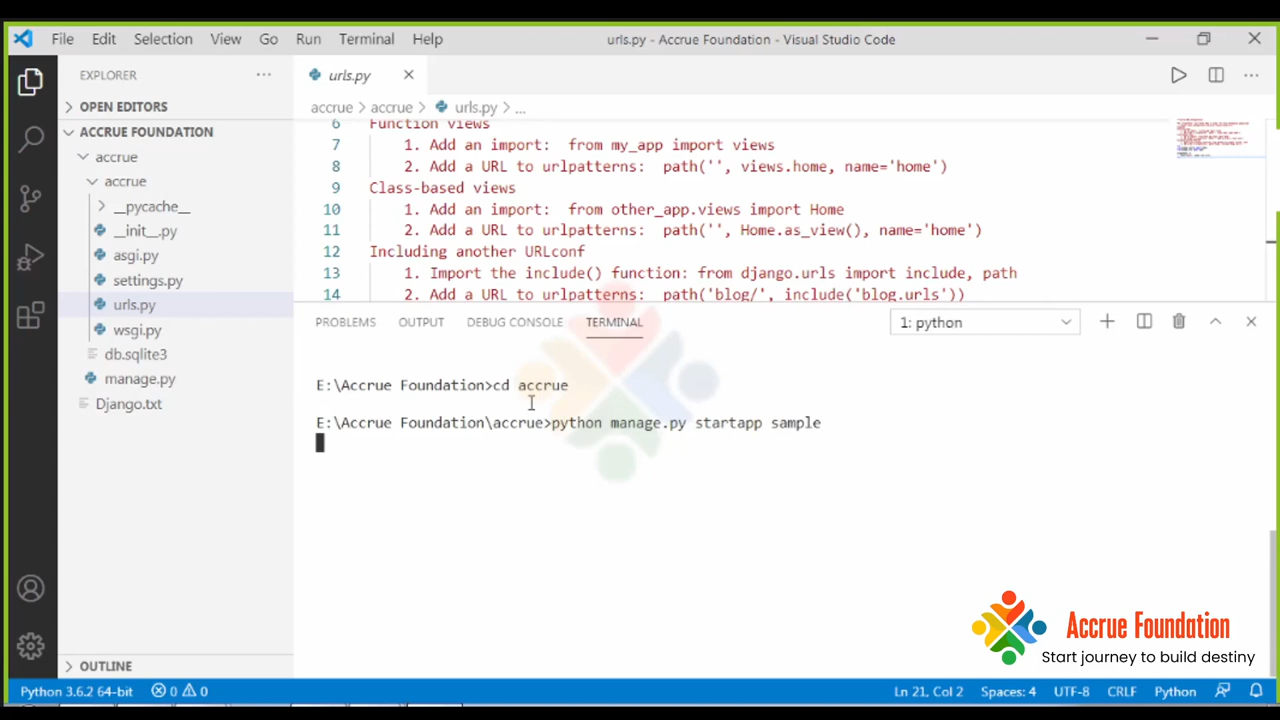 File Edit Selection View Go Run Terminal Help
urls.py - Accrue Foundation - Visual Studio Code
EXPLORER
OPEN EDITORS
ACCRUE FOUNDATION
accrue
accrue
__pycache__
__init__.py
asgi.py
settings.py
urls.py
wsgi.py
db.sqlite3
manage.py
Django.txt
OUTLINE
urls.py
accrue > accrue > urls.py > ...
6 Function views
7 1. Add an import:  from my_app import views
8 2. Add a URL to urlpatterns:  path('', views.home, name='home')
9 Class-based views
10 1. Add an import:  from other_app.views import Home
11 2. Add a URL to urlpatterns:  path('', Home.as_view(), name='home')
12 Including another URLconf
13 1. Import the include() function: from django.urls import include, path
14 2. Add a URL to urlpatterns:  path('blog/', include('blog.urls'))
PROBLEMS OUTPUT DEBUG CONSOLE TERMINAL 1: python
E:\Accrue Foundation>cd accrue
E:\Accrue Foundation\accrue>python manage.py startapp sample
Accrue Foundation
Start journey to build destiny
Python 3.6.2 64-bit 0 0 Ln 21, Col 2 Spaces: 4 UTF-8 CRLF Python